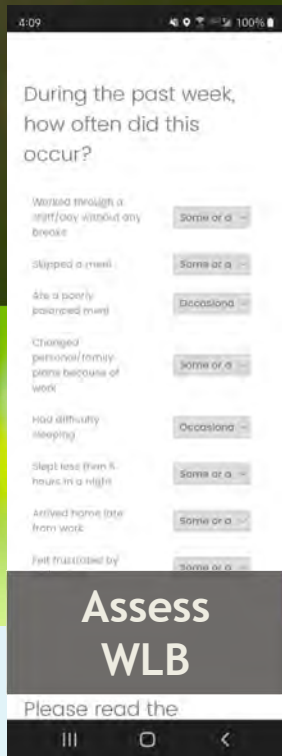 4:09
100%
During the past week,
how often did this
occur?
Worked through a
shift/day without any
breaks
Some or a
Skipped a meal
Some or a
Ate a poorly
balanced meal
Occasiona
Changed
personal/family
plans because of
work
Some or a
Had difficulty
sleeping
Occasiona
Slept less than 5
hours in a night
Some or a
Arrived home late
from work
Some or a
Felt frustrated by
Some or a
Assess
WLB
Please read the